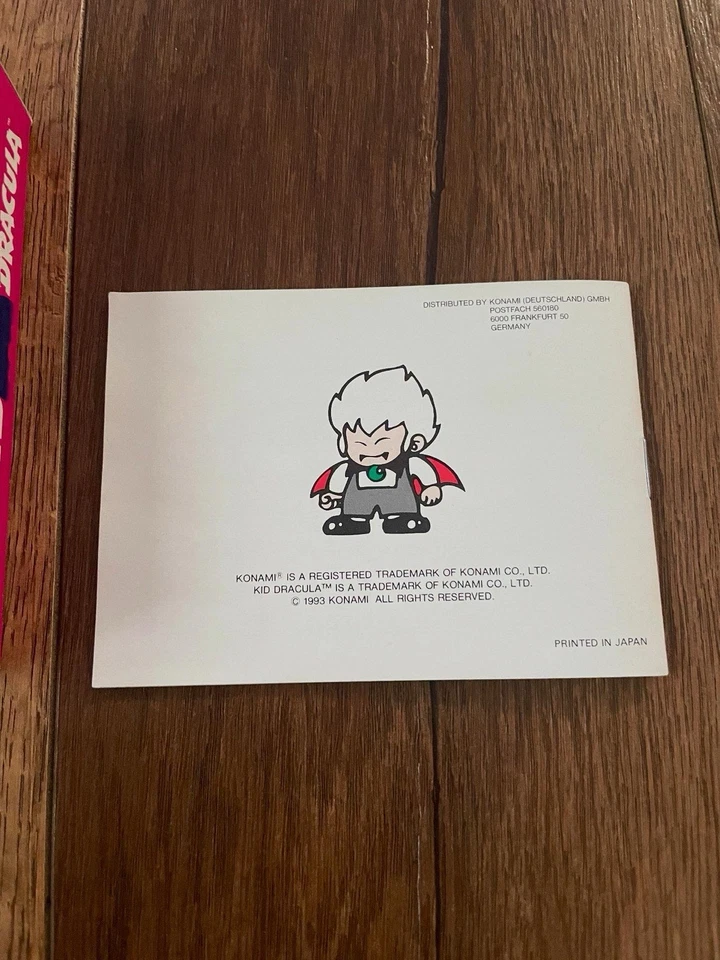 DRACULA™
DISTRIBUTED BY KONAMI (DEUTSCHLAND) GMBH
POSTFACH 560180
6000 FRANKFURT 50
GERMANY
KONAMI® IS A REGISTERED TRADEMARK OF KONAMI CO., LTD.
KID DRACULA™ IS A TRADEMARK OF KONAMI CO., LTD.
© 1993 KONAMI ALL RIGHTS RESERVED.
PRINTED IN JAPAN